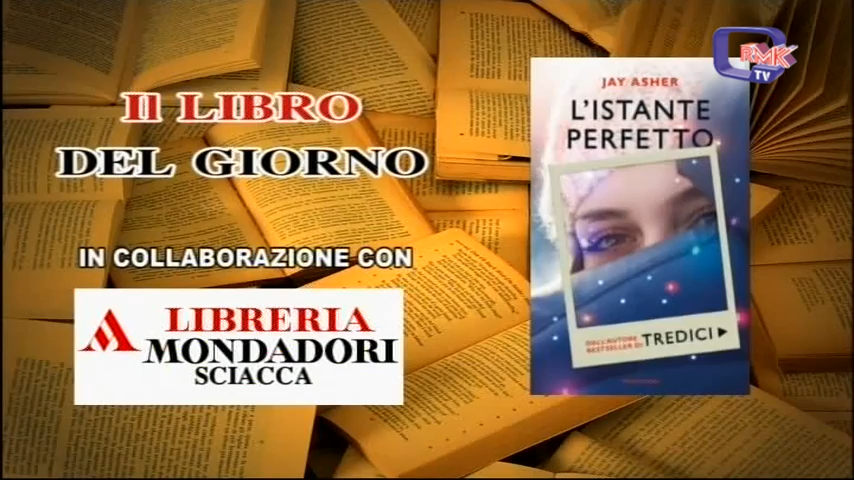 Il LIBRO
DEL GIORNO
IN COLLABORAZIONE CON
LIBRERIA
MONDADORI
SCIACCA
RMK
TV
JAY ASHER
L'ISTANTE
PERFETTO
DALL'AUTORE
BESTSELLER DI
TREDICI